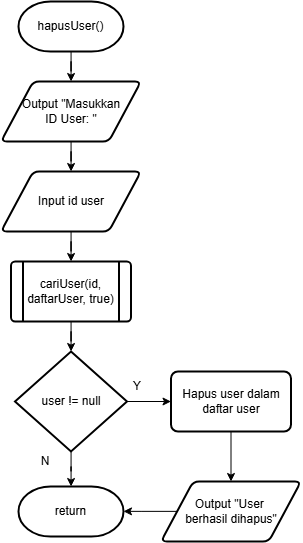 hapusUser()
Output "Masukkan
ID User: "
Input id user
cariUser(id,
daftarUser, true)
user != null
Y
Hapus user dalam
daftar user
N
return
Output "User
berhasil dihapus"